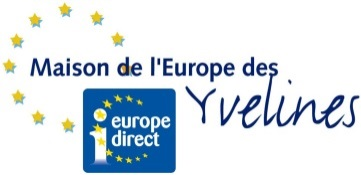 Maison de l'Europe des
Yvelines
i europe
direct